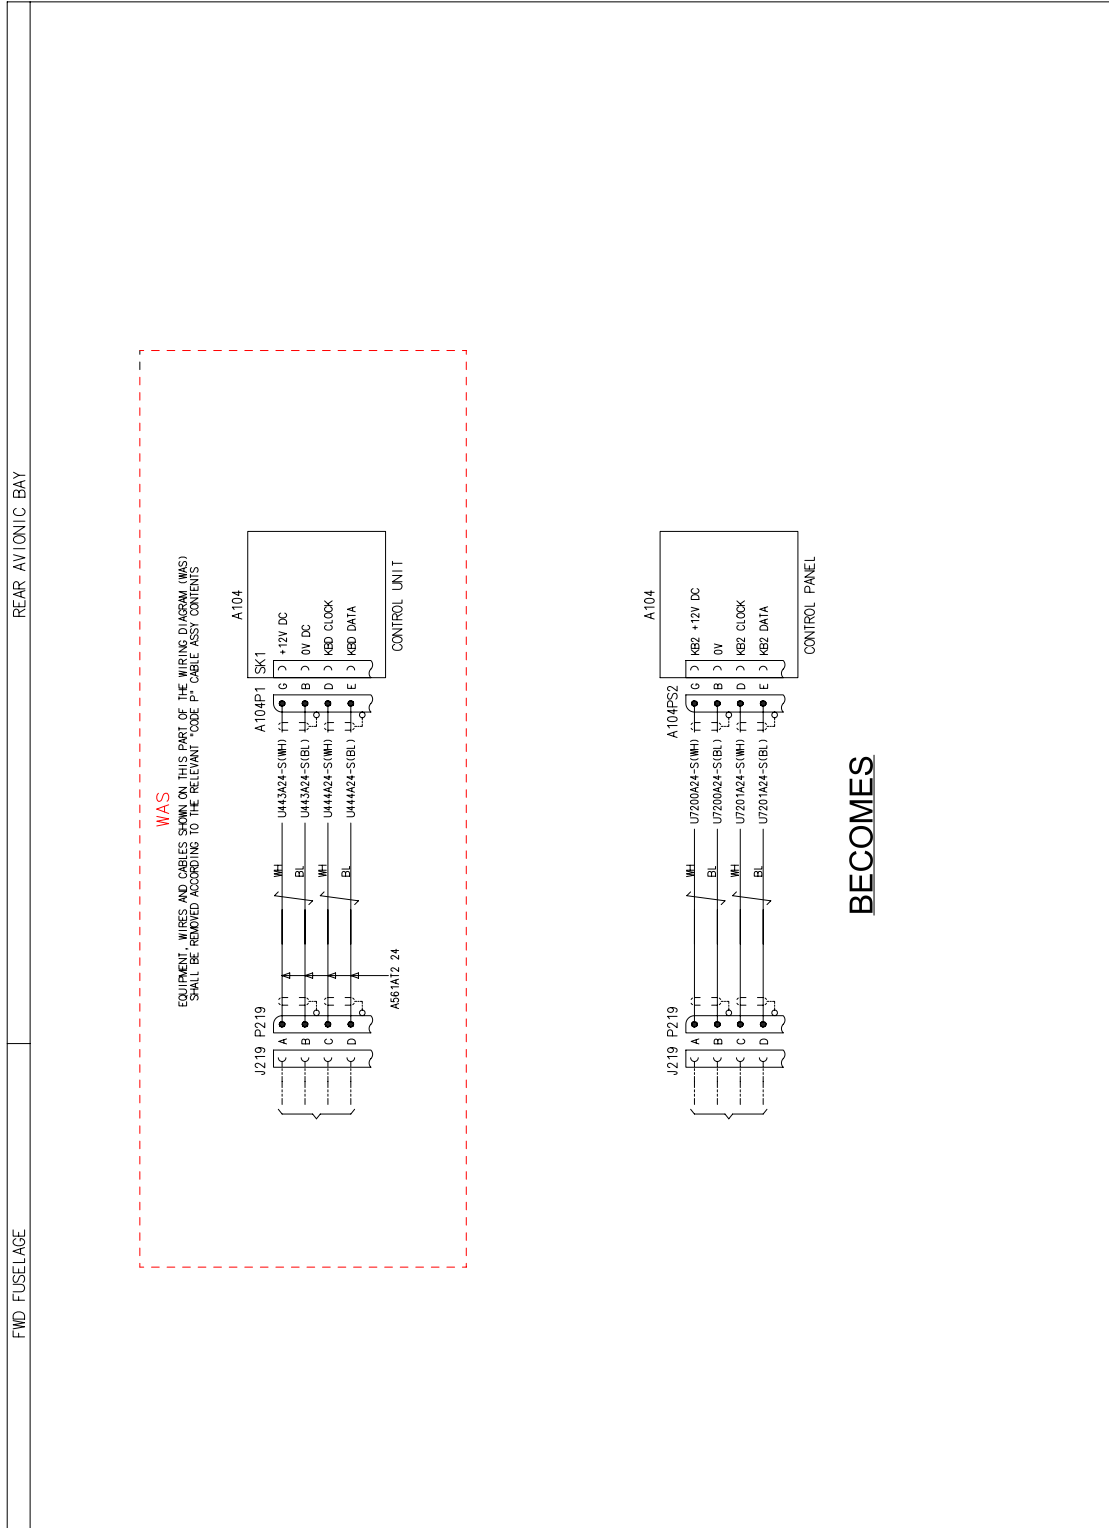 FWD FUSELAGE
REAR AVIONIC BAY
WAS
EQUIPMENT, WIRES AND CABLES SHOWN ON THIS PART OF THE WIRING DIAGRAM (WAS)
SHALL BE REMOVED ACCORDING TO THE RELEVANT "CODE P" CABLE ASSY CONTENTS
A104
J219 P219
A104P1 SK1
A WH U443A24-S(WH) G +12V DC
B BL U443A24-S(BL) B 0V DC
C WH U444A24-S(WH) D KBD CLOCK
D BL U444A24-S(BL) E KBD DATA
A561AT2 24
CONTROL UNIT
A104
J219 P219
A104PS2
A WH U7200A24-S(WH) G KB2 +12V DC
B BL U7200A24-S(BL) B 0V
C WH U7201A24-S(WH) D KB2 CLOCK
D BL U7201A24-S(BL) E KB2 DATA
CONTROL PANEL
BECOMES